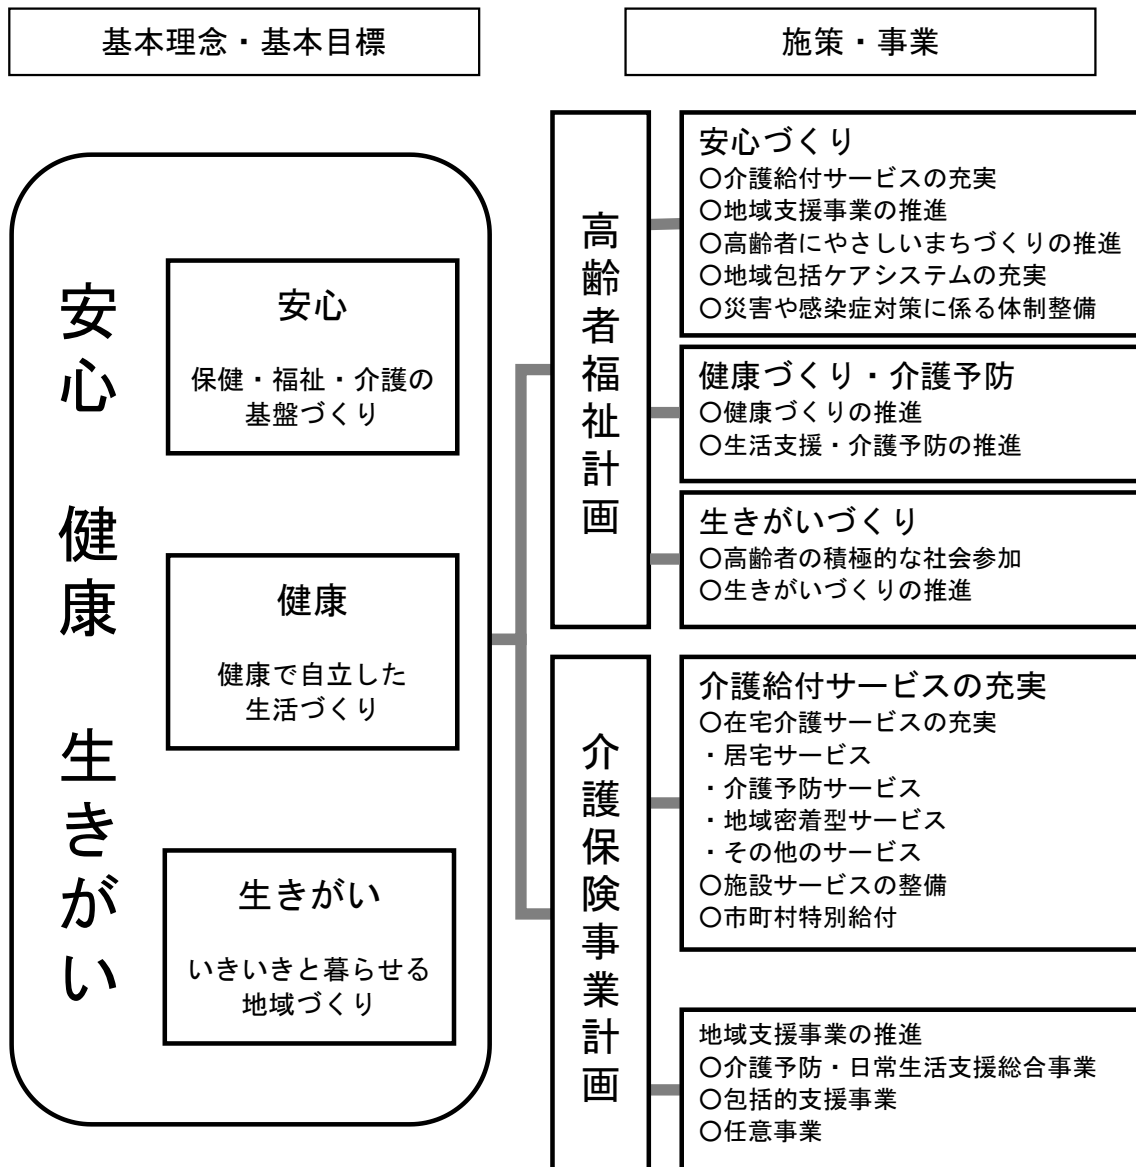 基本理念・基本目標
施策・事業
安心 健康 生きがい
安心
保健・福祉・介護の
基盤づくり
健康
健康で自立した
生活づくり
生きがい
いきいきと暮らせる
地域づくり
高齢者福祉計画
安心づくり
〇介護給付サービスの充実
〇地域支援事業の推進
〇高齢者にやさしいまちづくりの推進
〇地域包括ケアシステムの充実
〇災害や感染症対策に係る体制整備
健康づくり・介護予防
〇健康づくりの推進
〇生活支援・介護予防の推進
生きがいづくり
〇高齢者の積極的な社会参加
〇生きがいづくりの推進
介護保険事業計画
介護給付サービスの充実
〇在宅介護サービスの充実
・居宅サービス
・介護予防サービス
・地域密着型サービス
・その他のサービス
〇施設サービスの整備
〇市町村特別給付
地域支援事業の推進
〇介護予防・日常生活支援総合事業
〇包括的支援事業
〇任意事業